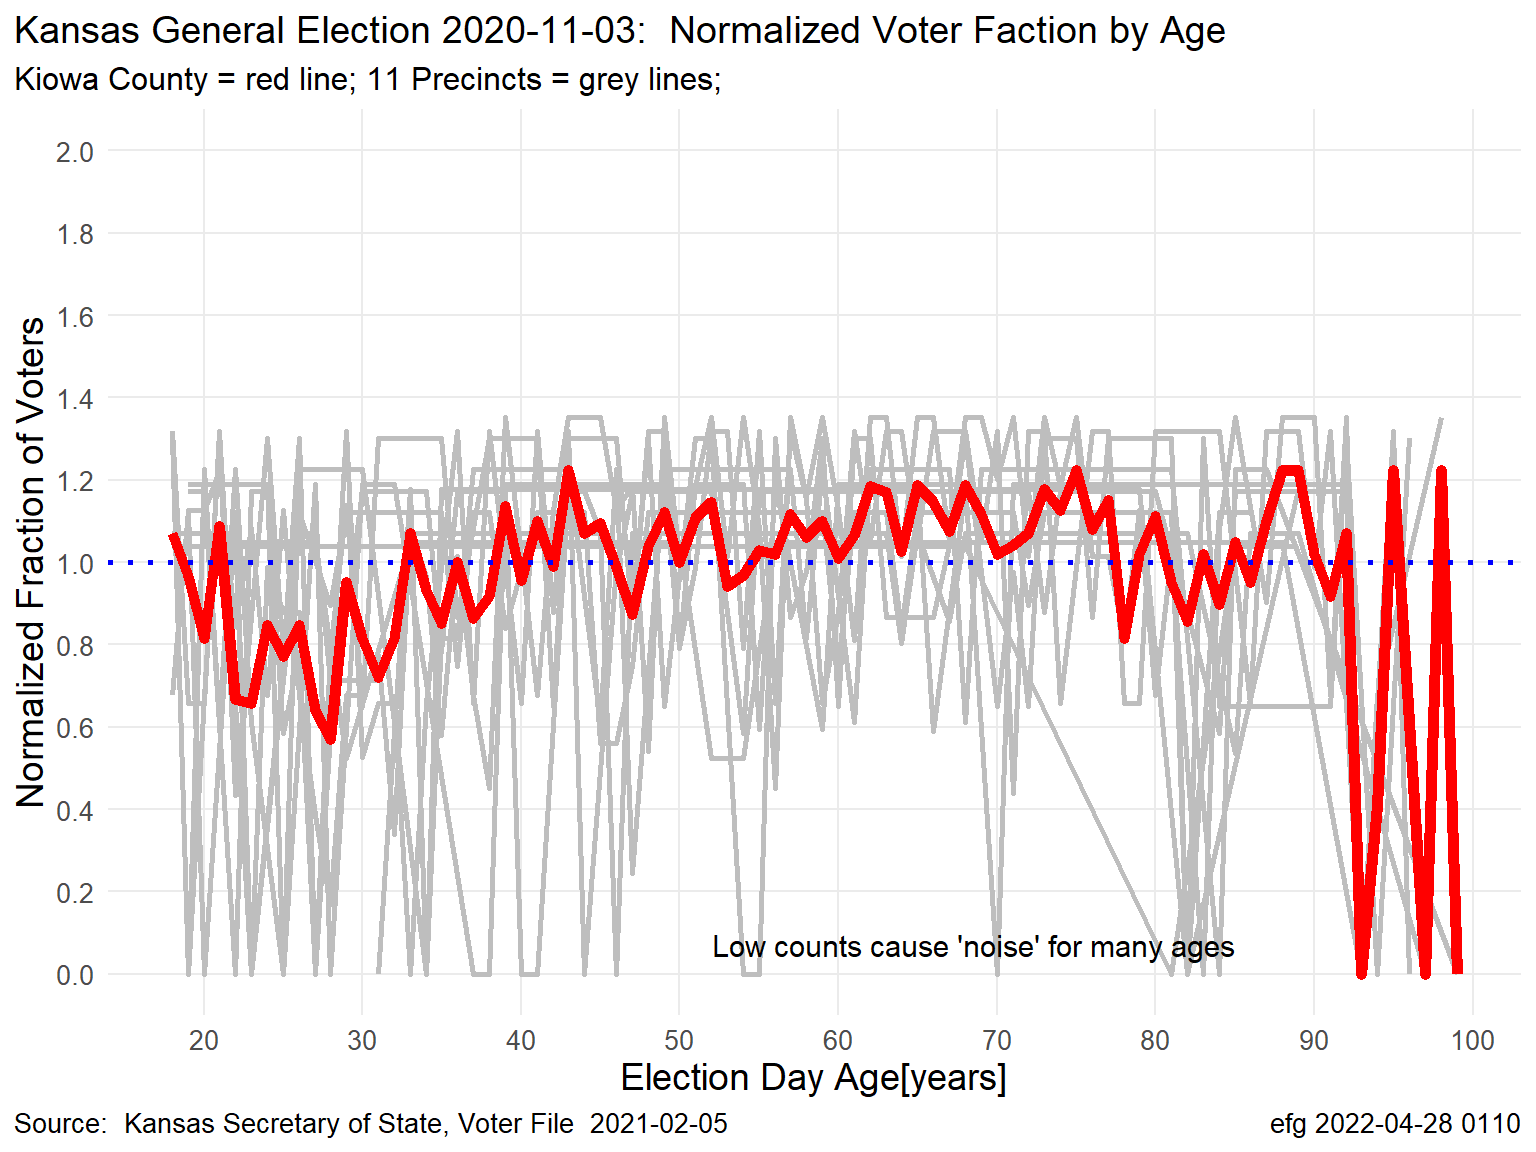 Kansas General Election 2020-11-03:  Normalized Voter Faction by Age
Kiowa County = red line; 11 Precincts = grey lines;
Normalized Fraction of Voters
2.0
1.8
1.6
1.4
1.2
1.0
0.8
0.6
0.4
0.2
0.0
Low counts cause 'noise' for many ages
20 30 40 50 60 70 80 90 100
Election Day Age[years]
Source:  Kansas Secretary of State, Voter File  2021-02-05
efg 2022-04-28 0110